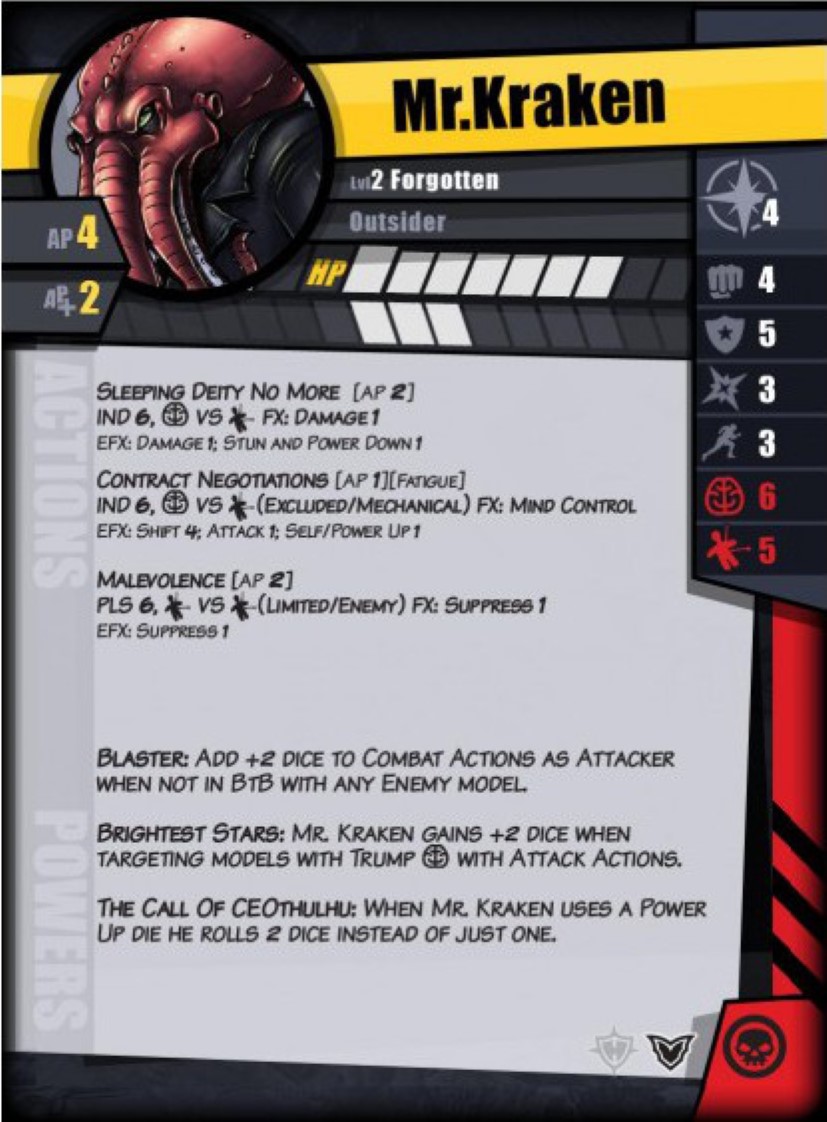 Mr.Kraken
Lvl2 Forgotten
Outsider
AP 4
HP
AP+ 2
4
4
5
3
3
6
5
ACTIONS
SLEEPING DEITY NO MORE [AP 2]
IND 6, VS FX: DAMAGE 1
EFX: DAMAGE 1; STUN AND POWER DOWN 1
CONTRACT NEGOTIATIONS [AP 1][FATIGUE]
IND 6, VS (EXCLUDED/MECHANICAL) FX: MIND CONTROL
EFX: SHIFT 4; ATTACK 1; SELF/POWER UP 1
MALEVOLENCE [AP 2]
PLS 6, VS (LIMITED/ENEMY) FX: SUPPRESS 1
EFX: SUPPRESS 1
POWERS
BLASTER: ADD +2 DICE TO COMBAT ACTIONS AS ATTACKER
WHEN NOT IN BTB WITH ANY ENEMY MODEL.
BRIGHTEST STARS: MR. KRAKEN GAINS +2 DICE WHEN
TARGETING MODELS WITH TRUMP WITH ATTACK ACTIONS.
THE CALL OF CEOTHULHU: WHEN MR. KRAKEN USES A POWER
UP DIE HE ROLLS 2 DICE INSTEAD OF JUST ONE.